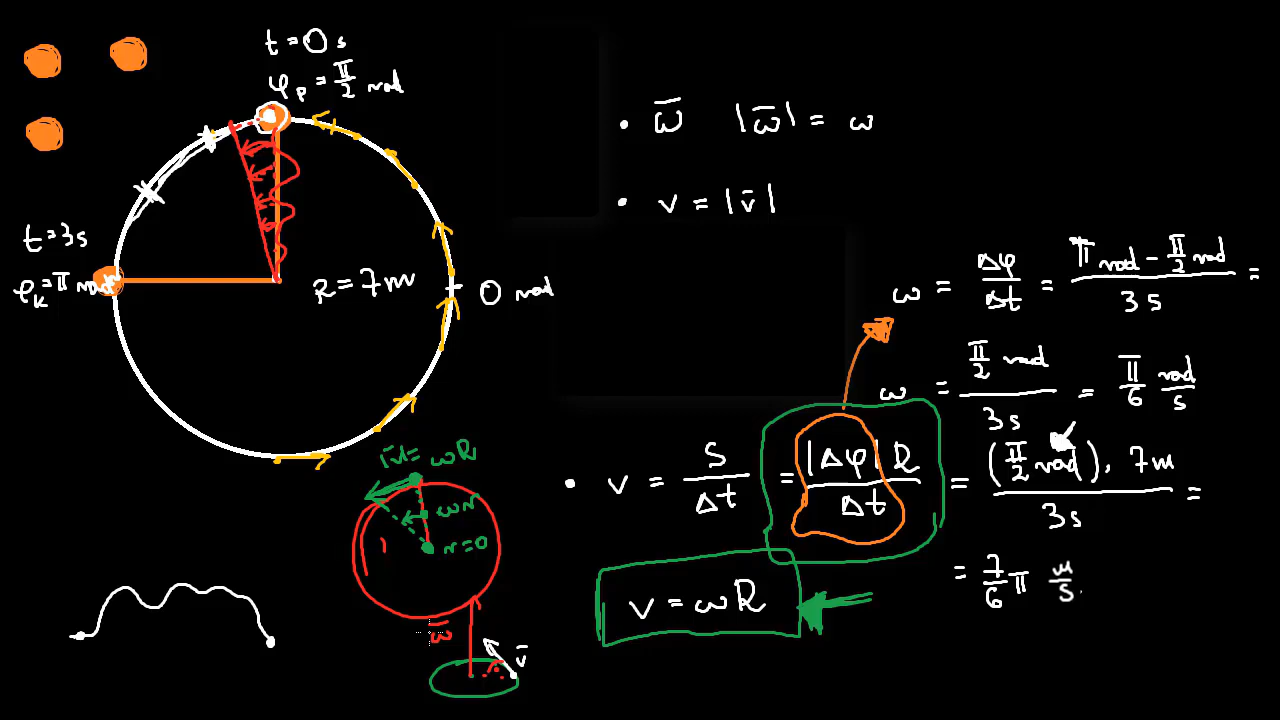 t = 0 s
φp = π/2 rad
t = 3s
φK = π rad
R = 7m
0 rad
• ω̄ |ω̄| = ω
• v = |v̄|
ω = Δφ/Δt = (π rad − π/2 rad)/3s =
ω = (π/2 rad)/3s = π/6 rad/s
• v = S/Δt = |Δφ| R/Δt = (π/2 rad) · 7m/3s =
= 7/6 π m/s
v = ωR
|v̄| = ωR
ωr
r = 0
ω̄
v̄